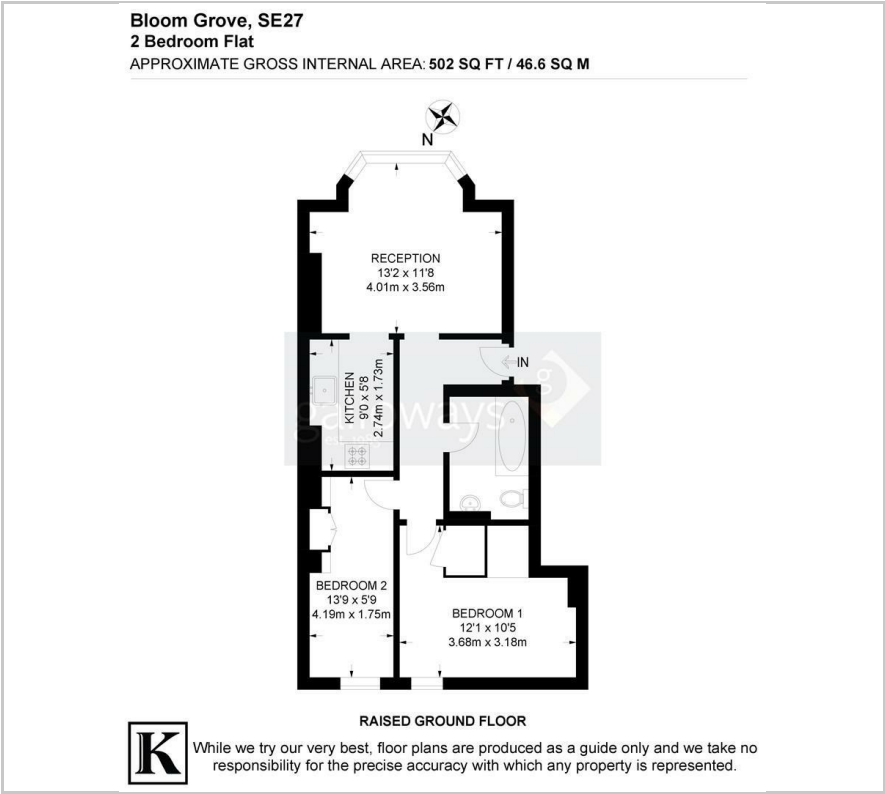 Bloom Grove, SE27
2 Bedroom Flat
APPROXIMATE GROSS INTERNAL AREA: 502 SQ FT / 46.6 SQ M
N
RECEPTION
13'2 x 11'8
4.01m x 3.56m
IN
g
KITCHEN
9'0 x 5'8
2.74m x 1.73m
galloways
BEDROOM 2
13'9 x 5'9
4.19m x 1.75m
BEDROOM 1
12'1 x 10'5
3.68m x 3.18m
RAISED GROUND FLOOR
K
While we try our very best, floor plans are produced as a guide only and we take no
responsibility for the precise accuracy with which any property is represented.